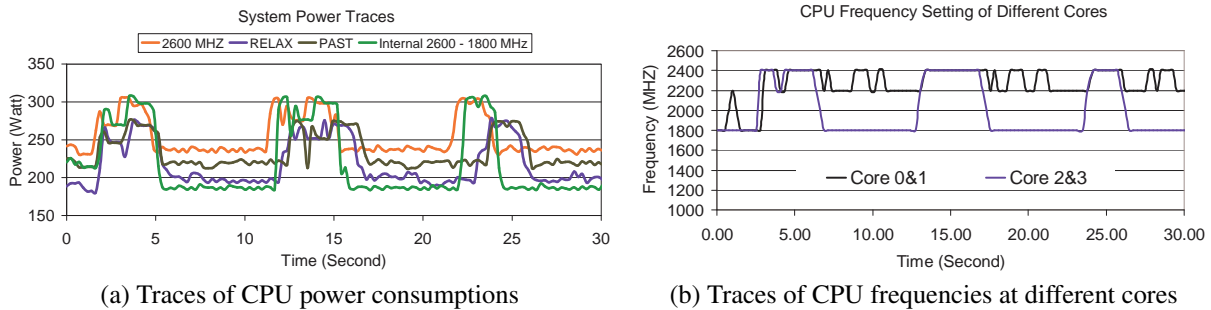 System Power Traces
2600 MHZ RELAX PAST Internal 2600 - 1800 MHz
350
300
250
200
150
Power (Watt)
0 5 10 15 20 25 30
Time (Second)
(a) Traces of CPU power consumptions
CPU Frequency Setting of Different Cores
2600
2400
2200
2000
1800
1600
1400
1200
1000
Frequency (MHZ)
Core 0&1 Core 2&3
0.00 5.00 10.00 15.00 20.00 25.00 30.00
Time (Second)
(b) Traces of CPU frequencies at different cores